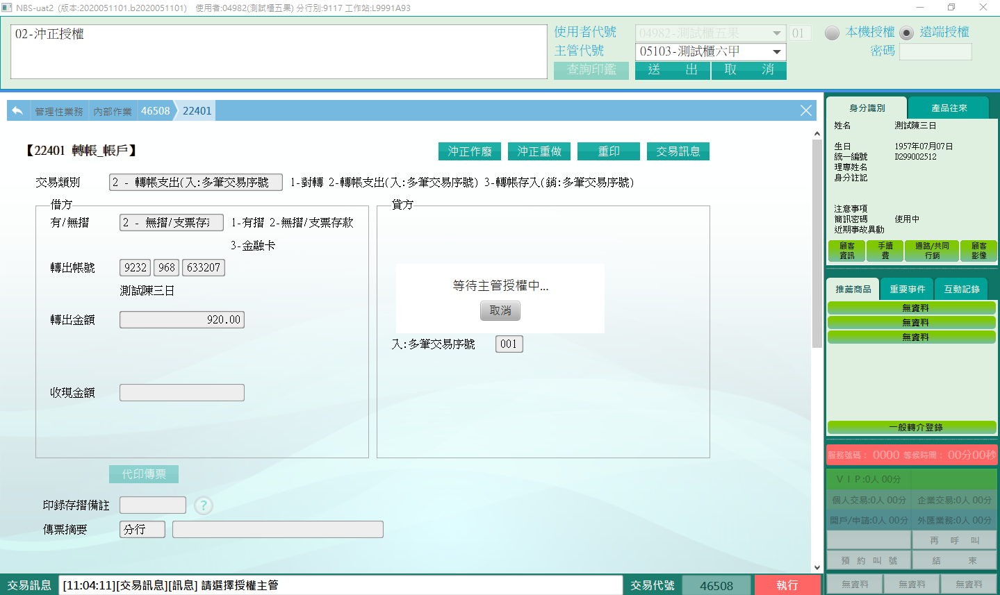 NBS-uat2 (版本:2020051101.b2020051101) 使用者:04982(測試櫃五果) 分行別:9117 工作站:L9991A93
02-沖正授權
使用者代號 04982-測試櫃五果 01 本機授權 遠端授權
主管代號 05103-測試櫃六甲 密碼
查詢印鑑 送 出 取 消
管理性業務 內部作業 46508 22401
【22401 轉帳_帳戶】
沖正作廢 沖正重做 重印 交易訊息
交易類別 2 - 轉帳支出(入:多筆交易序號 1-對轉 2-轉帳支出(入:多筆交易序號) 3-轉帳存入(銷:多筆交易序號)
借方
有/無摺 2 - 無摺/支票存 1-有摺 2-無摺/支票存款
3-金融卡
轉出帳號 9232 968 633207
測試陳三日
轉出金額 920.00
收現金額
貸方
等待主管授權中...
取消
入:多筆交易序號 001
代印傳票
印錄存摺備註 ?
傳票摘要 分行
交易訊息 [11:04:11][交易訊息][訊息] 請選擇授權主管 交易代號 46508 執行
身分識別 產品往來
姓名 測試陳三日
生日 1957年07月07日
統一編號 D299002512
理專姓名
身分註記
注意事項
簡訊密碼 使用中
近期事故異動
顧客資訊 手續費 通路/共同行銷 顧客影像
推薦商品 重要事件 互動記錄
無資料
無資料
無資料
一般轉介登錄
服務號碼： 0000 等候時間： 00分00秒
ＶＩＰ:0人 00分
個人交易:0人 00分 企業交易:0人 00分
開戶/申請:0人 00分 外匯業務:0人 00分
再 呼 叫
預 約 叫 號 結 束
無資料 無資料 無資料